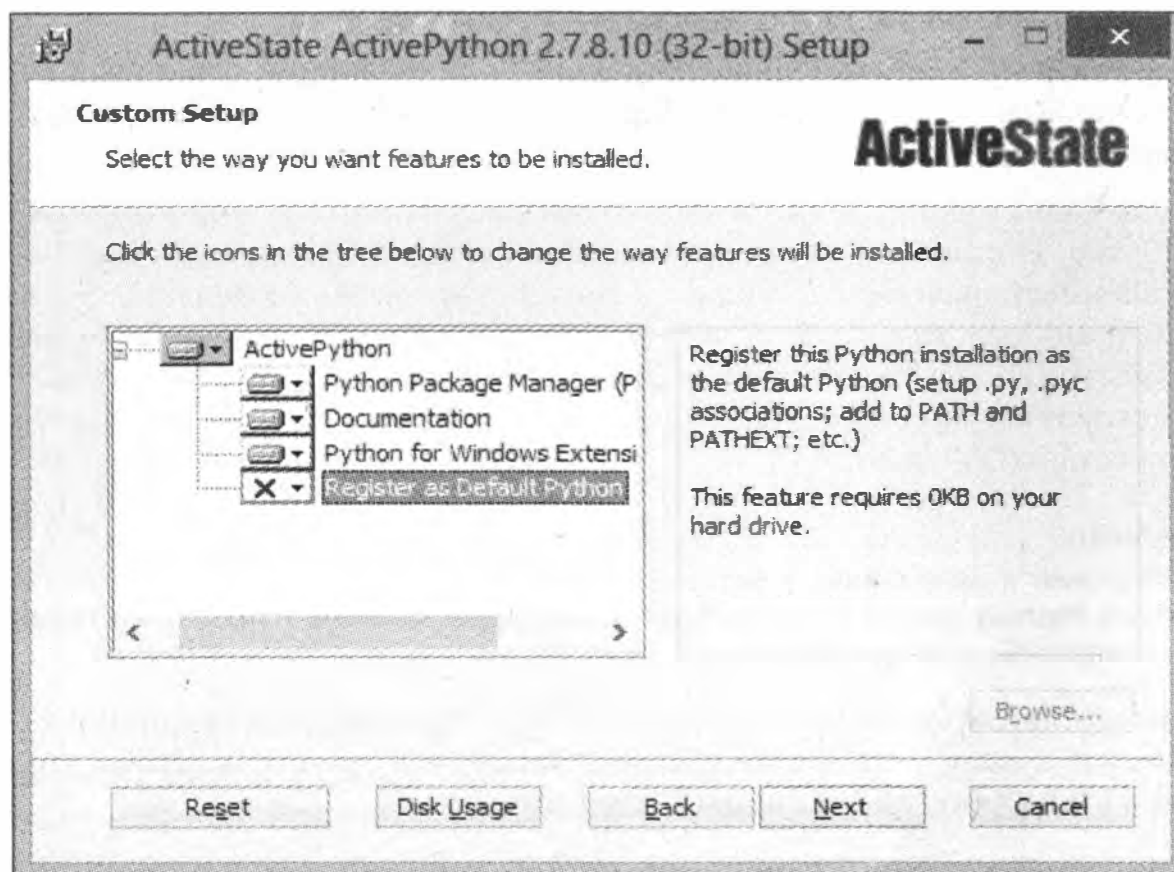 ActiveState ActivePython 2.7.8.10 (32-bit) Setup
Custom Setup
Select the way you want features to be installed.
ActiveState
Click the icons in the tree below to change the way features will be installed.
ActivePython
Python Package Manager (P
Documentation
Python for Windows Extensi
Register as Default Python
Register this Python installation as
the default Python (setup .py, .pyc
associations; add to PATH and
PATHEXT; etc.)
This feature requires 0KB on your
hard drive.
Browse...
Reset
Disk Usage
Back
Next
Cancel